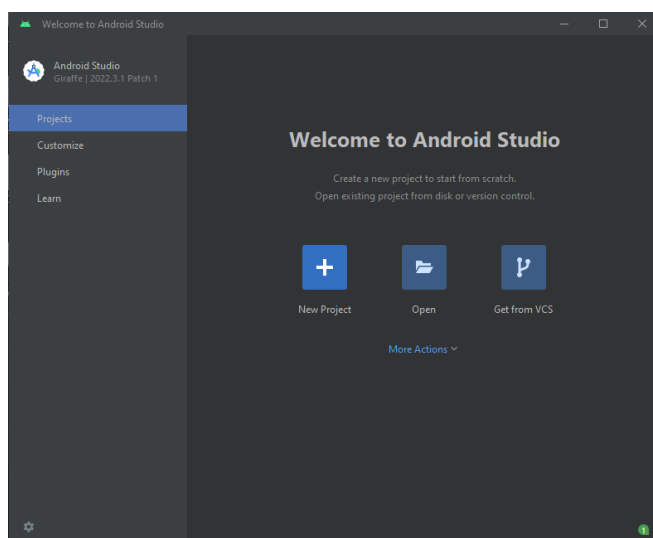 Welcome to Android Studio
Android Studio
Giraffe | 2022.3.1 Patch 1
Projects
Customize
Plugins
Learn
Welcome to Android Studio
Create a new project to start from scratch.
Open existing project from disk or version control.
New Project
Open
Get from VCS
More Actions
1